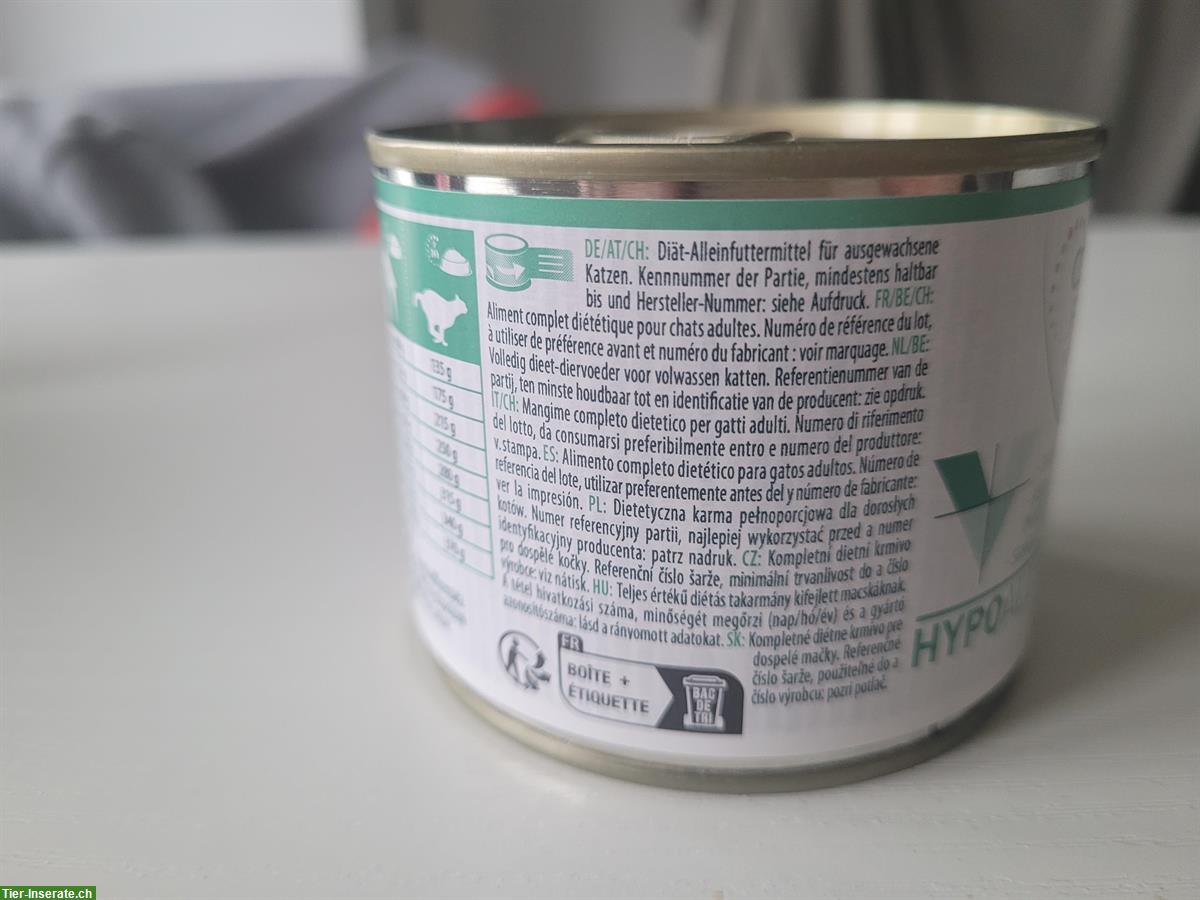 DE/AT/CH: Diät-Alleinfuttermittel für ausgewachsene
Katzen. Kennnummer der Partie, mindestens haltbar
bis und Hersteller-Nummer: siehe Aufdruck. FR/BE/CH:
Aliment complet diététique pour chats adultes. Numéro de référence du lot,
à utiliser de préférence avant et numéro du fabricant : voir marquage. NL/BE:
Volledig dieet-diervoeder voor volwassen katten. Referentienummer van de
partij, ten minste houdbaar tot en identificatie van de producent: zie opdruk.
IT/CH: Mangime completo dietetico per gatti adulti. Numero di riferimento
del lotto, da consumarsi preferibilmente entro e numero del produttore:
v.stampa. ES: Alimento completo dietético para gatos adultos. Número de
referencia del lote, utilizar preferentemente antes del y número de fabricante:
ver la impresión. PL: Dietetyczna karma pełnoporcjowa dla dorosłych
kotów. Numer referencyjny partii, najlepiej wykorzystać przed a numer
identyfikacyjny producenta: patrz nadruk. CZ: Kompletní dietní krmivo
pro dospělé kočky. Referenční číslo šarže, minimální trvanlivost do a číslo
výrobce: viz nátisk. HU: Teljes értékű diétás takarmány kifejlett macskáknak.
A tétel hivatkozási száma, minőségét megőrzi (nap/hó/év) és a gyártó
azonosítószáma: lásd a rányomott adatokat. SK: Kompletné diétne krmivo pre
dospelé mačky. Referenčné
číslo šarže, použiteľné do a
číslo výrobcu: pozri potlač.
135 g
175 g
215 g
250 g
280 g
315 g
340 g
FR
BOÎTE +
ÉTIQUETTE
BAC
DE
TRI
HYPOA
Tier-Inserate.ch